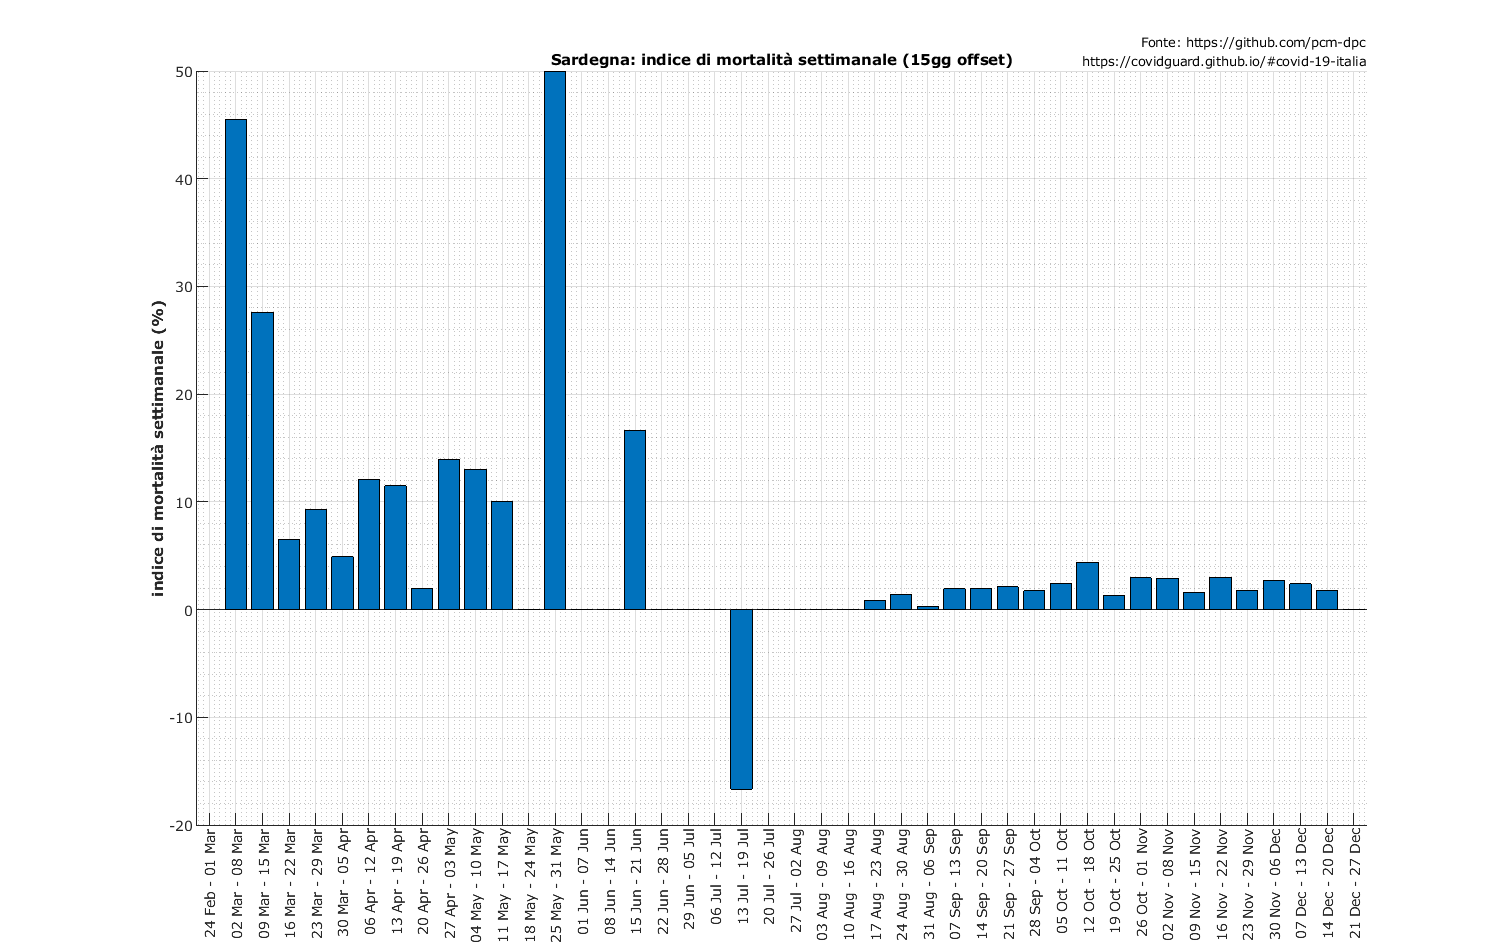 Fonte: https://github.com/pcm-dpc
https://covidguard.github.io/#covid-19-italia
Sardegna: indice di mortalità settimanale (15gg offset)
indice di mortalità settimanale (%)
50
40
30
20
10
0
-10
-20
24 Feb - 01 Mar
02 Mar - 08 Mar
09 Mar - 15 Mar
16 Mar - 22 Mar
23 Mar - 29 Mar
30 Mar - 05 Apr
06 Apr - 12 Apr
13 Apr - 19 Apr
20 Apr - 26 Apr
27 Apr - 03 May
04 May - 10 May
11 May - 17 May
18 May - 24 May
25 May - 31 May
01 Jun - 07 Jun
08 Jun - 14 Jun
15 Jun - 21 Jun
22 Jun - 28 Jun
29 Jun - 05 Jul
06 Jul - 12 Jul
13 Jul - 19 Jul
20 Jul - 26 Jul
27 Jul - 02 Aug
03 Aug - 09 Aug
10 Aug - 16 Aug
17 Aug - 23 Aug
24 Aug - 30 Aug
31 Aug - 06 Sep
07 Sep - 13 Sep
14 Sep - 20 Sep
21 Sep - 27 Sep
28 Sep - 04 Oct
05 Oct - 11 Oct
12 Oct - 18 Oct
19 Oct - 25 Oct
26 Oct - 01 Nov
02 Nov - 08 Nov
09 Nov - 15 Nov
16 Nov - 22 Nov
23 Nov - 29 Nov
30 Nov - 06 Dec
07 Dec - 13 Dec
14 Dec - 20 Dec
21 Dec - 27 Dec